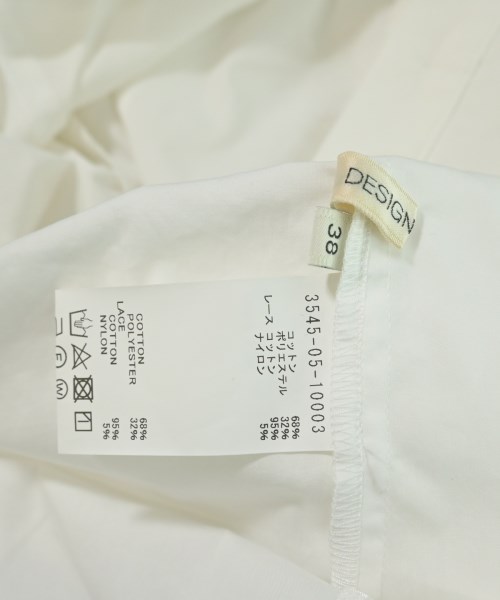 DESIGN
38
3545-05-10003
コットン 68%
ポリエステル 32%
レース コットン 95%
ナイロン 5%
COTTON 68%
POLYESTER 32%
LACE
COTTON 95%
NYLON 5%
F
W